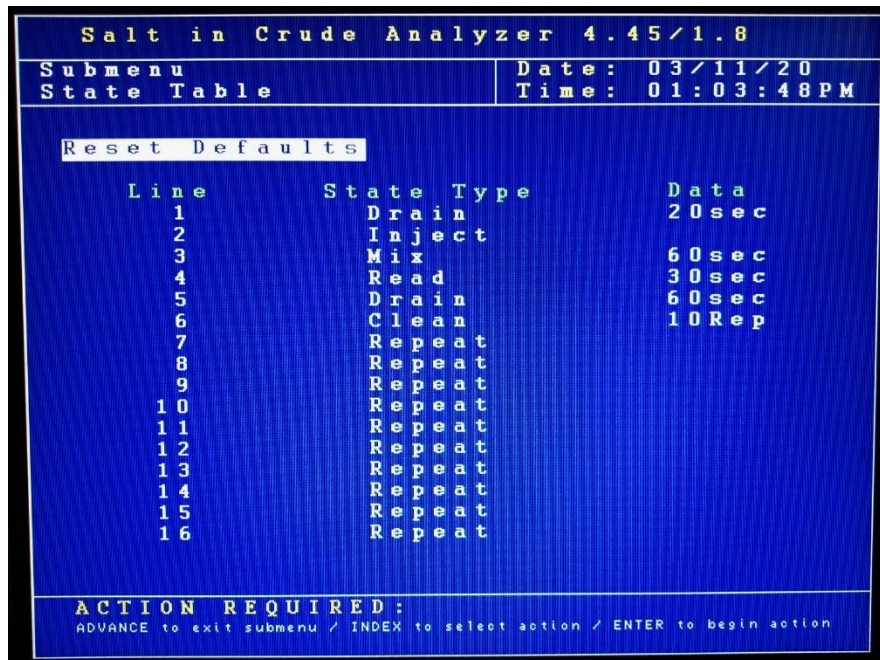 Salt in Crude Analyzer 4.45/1.8
Submenu Date: 03/11/20
State Table Time: 01:03:48PM
Reset Defaults
Line State Type Data
1 Drain 20sec
2 Inject
3 Mix 60sec
4 Read 30sec
5 Drain 60sec
6 Clean 10Rep
7 Repeat
8 Repeat
9 Repeat
10 Repeat
11 Repeat
12 Repeat
13 Repeat
14 Repeat
15 Repeat
16 Repeat
ACTION REQUIRED:
ADVANCE to exit submenu / INDEX to select action / ENTER to begin action